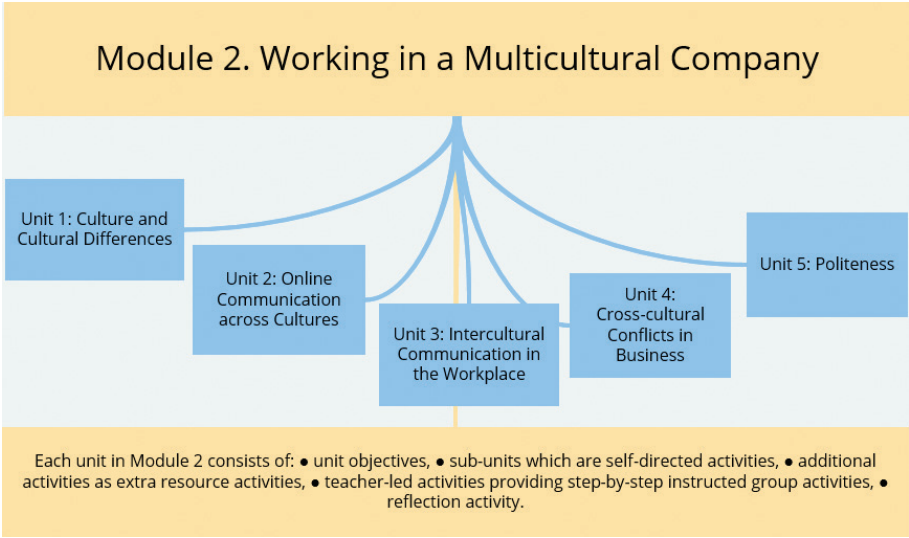 Module 2. Working in a Multicultural Company
Unit 1: Culture and
Cultural Differences
Unit 2: Online
Communication
across Cultures
Unit 3: Intercultural
Communication in
the Workplace
Unit 4:
Cross-cultural
Conflicts in
Business
Unit 5: Politeness
Each unit in Module 2 consists of: ● unit objectives, ● sub-units which are self-directed activities, ● additional
activities as extra resource activities, ● teacher-led activities providing step-by-step instructed group activities, ●
reflection activity.